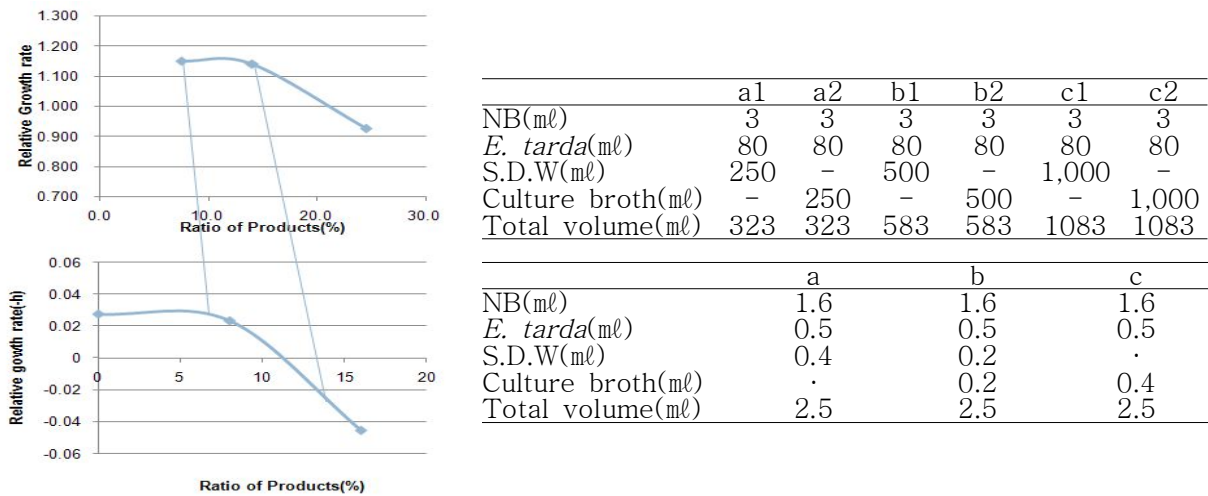 1.300
1.200
1.100
1.000
0.900
0.800
0.700
0.0 10.0 20.0 30.0
Relative Growth rate
Ratio of Products(%)
0.06
0.04
0.02
0
-0.02
-0.04
-0.06
0 5 10 15 20
Relative gowth rate(-h)
Ratio of Products(%)
a1 a2 b1 b2 c1 c2
NB(㎖) 3 3 3 3 3 3
E. tarda(㎖) 80 80 80 80 80 80
S.D.W(㎖) 250 - 500 - 1,000 -
Culture broth(㎖) - 250 - 500 - 1,000
Total volume(㎖) 323 323 583 583 1083 1083
a b c
NB(㎖) 1.6 1.6 1.6
E. tarda(㎖) 0.5 0.5 0.5
S.D.W(㎖) 0.4 0.2 ·
Culture broth(㎖) · 0.2 0.4
Total volume(㎖) 2.5 2.5 2.5